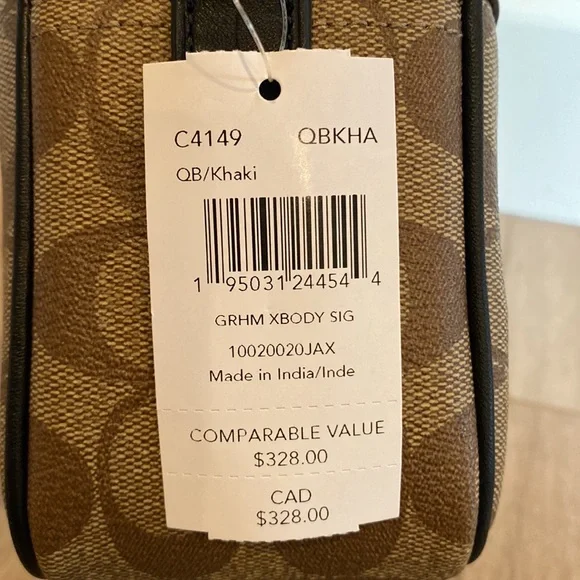 C4149 QBKHA
QB/Khaki
1 95031 24454 4
GRHM XBODY SIG
10020020JAX
Made in India/Inde
COMPARABLE VALUE
$328.00
CAD
$328.00